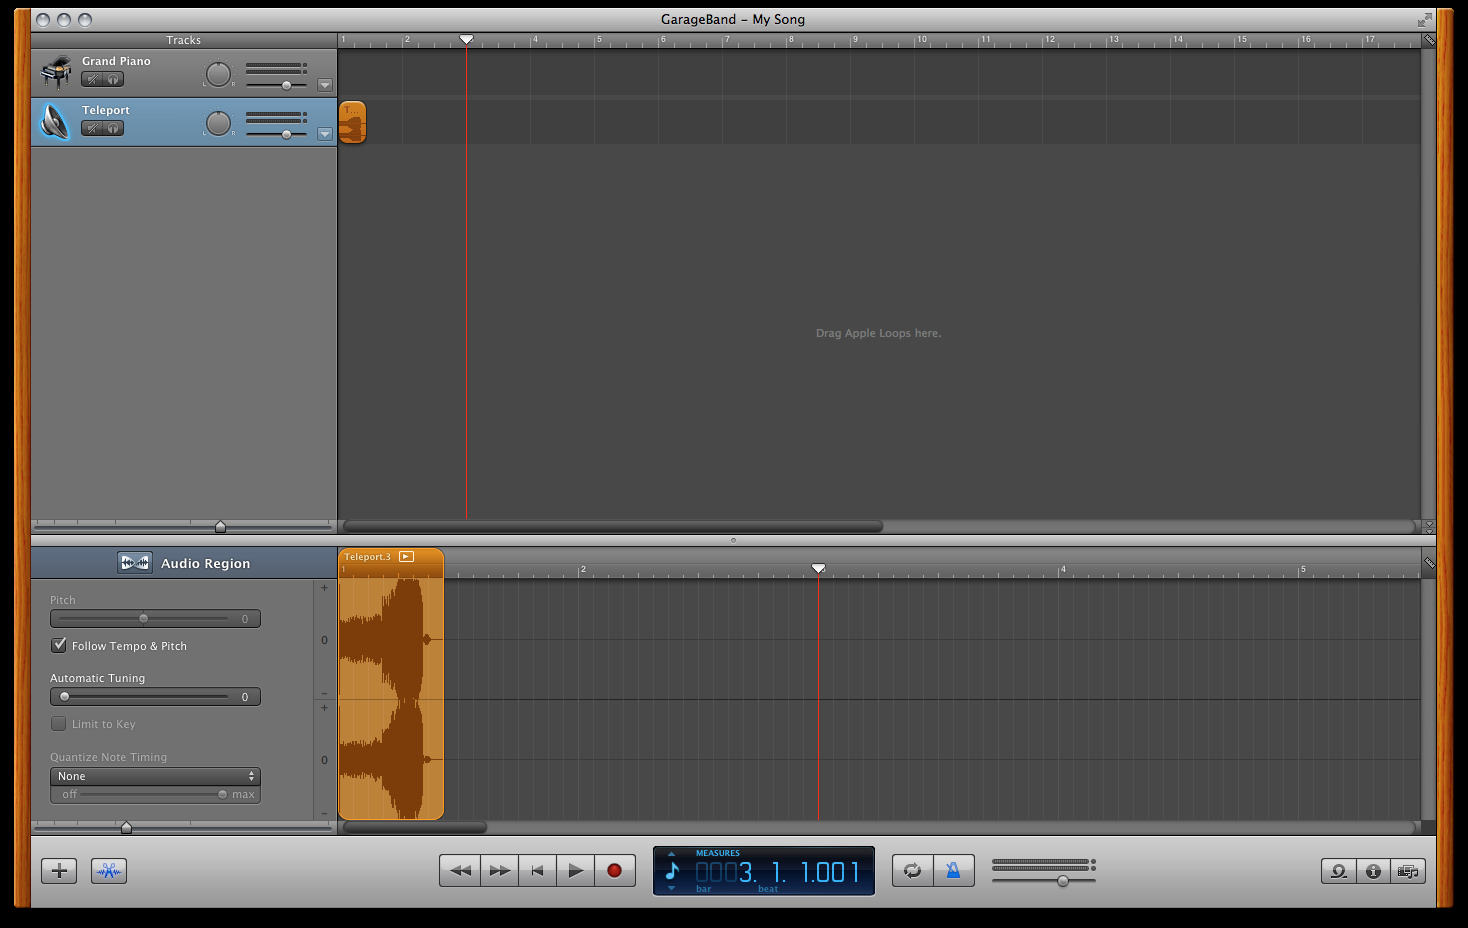 GarageBand – My Song
Tracks
1 2 4 5 6 7 8 9 10 11 12 13 14 15 16 17
Grand Piano
L R
Teleport
L R
T...
Drag Apple Loops here.
Audio Region
Teleport.3
1 2 4 5
Pitch
0
Follow Tempo & Pitch
Automatic Tuning
0
Limit to Key
Quantize Note Timing
None
off max
+
0
-
+
0
-
MEASURES
0003. 1. 1.001
bar beat